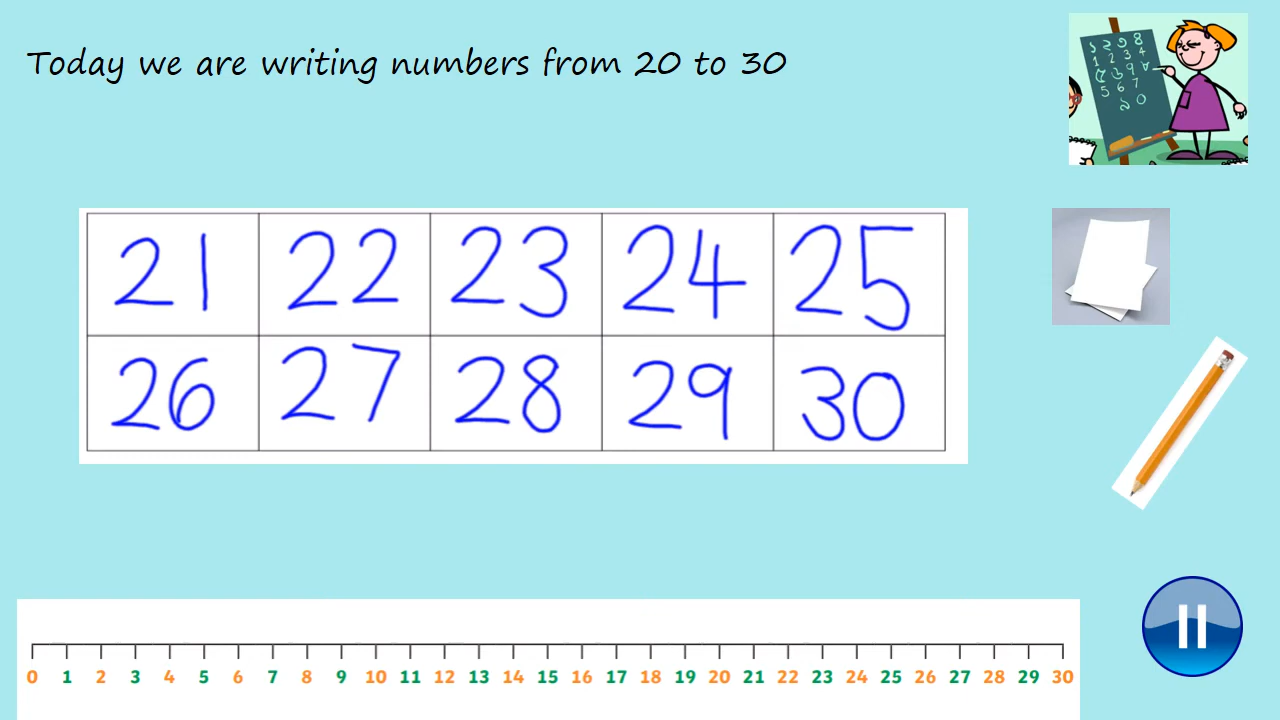 Today we are writing numbers from 20 to 30
21 22 23 24 25
26 27 28 29 30
0 1 2 3 4 5 6 7 8 9 10 11 12 13 14 15 16 17 18 19 20 21 22 23 24 25 26 27 28 29 30